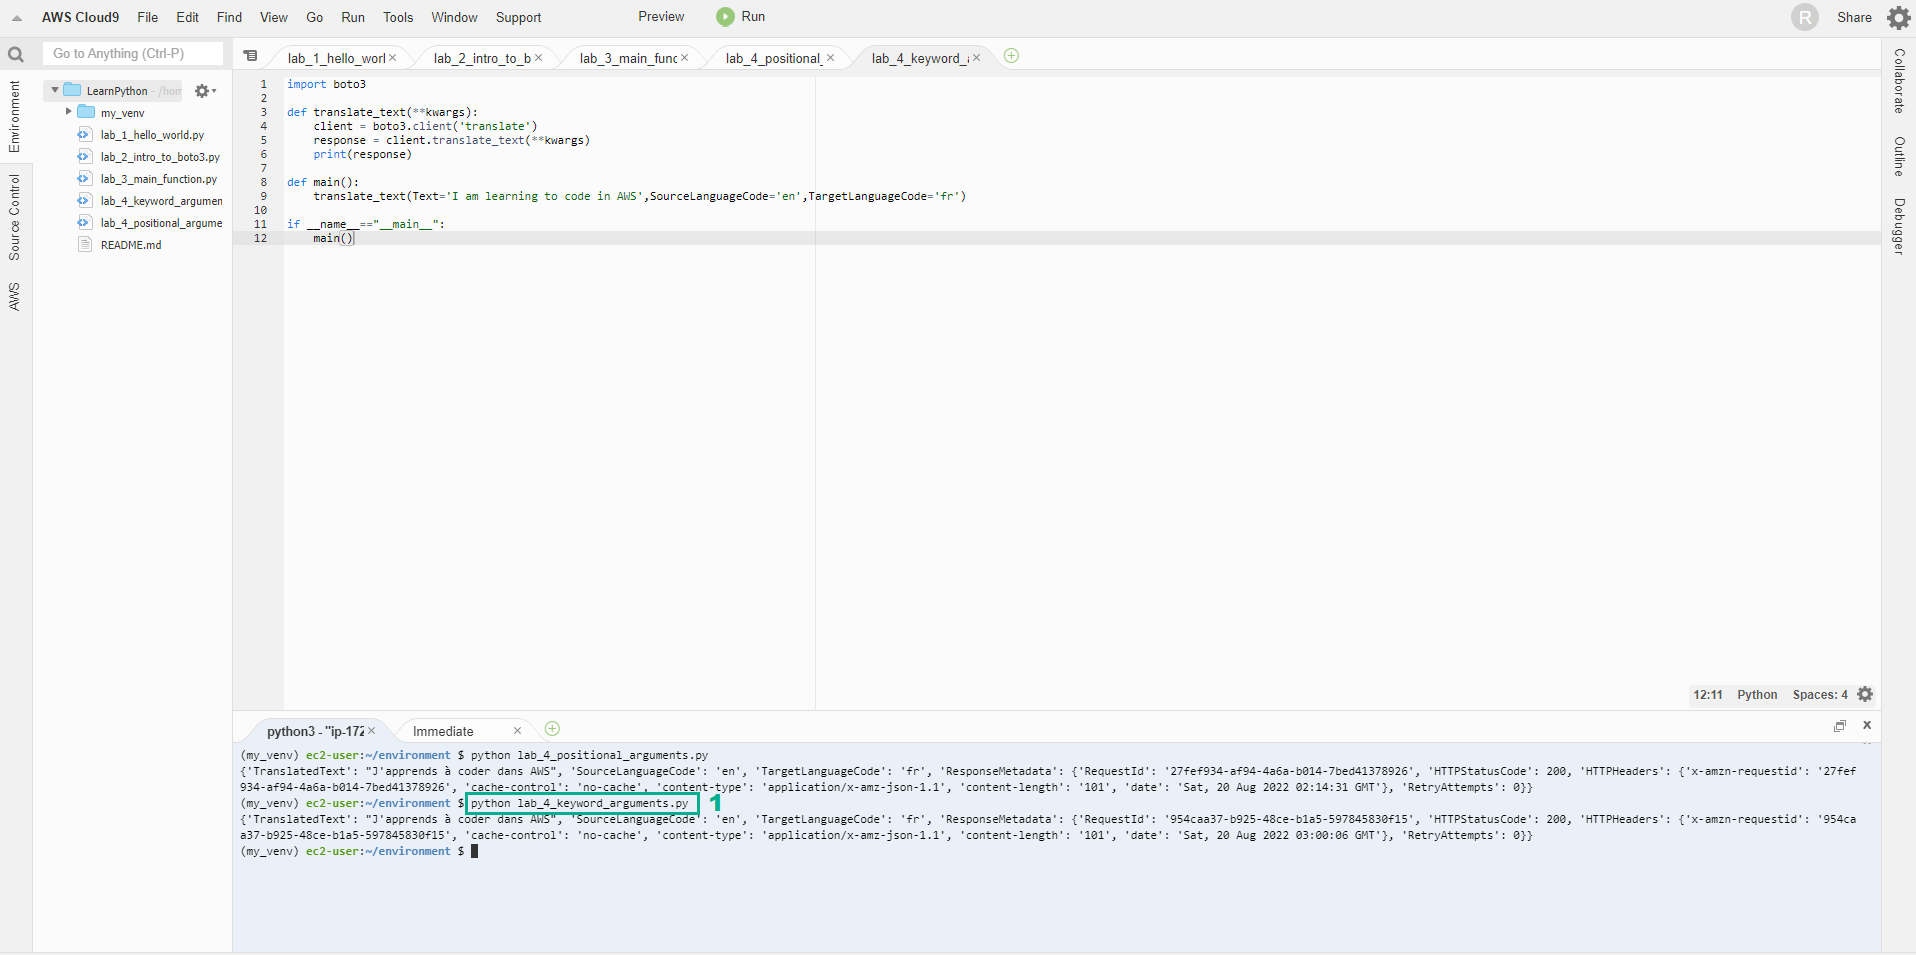 AWS Cloud9 File Edit Find View Go Run Tools Window Support Preview Run R Share
Go to Anything (Ctrl-P)
lab_1_hello_worl lab_2_intro_to_b lab_3_main_func lab_4_positional_ lab_4_keyword_a
Environment
Source Control
AWS
LearnPython - /hom
my_venv
lab_1_hello_world.py
lab_2_intro_to_boto3.py
lab_3_main_function.py
lab_4_keyword_argumen
lab_4_positional_argume
README.md
1 import boto3
2
3 def translate_text(**kwargs):
4 client = boto3.client('translate')
5 response = client.translate_text(**kwargs)
6 print(response)
7
8 def main():
9 translate_text(Text='I am learning to code in AWS',SourceLanguageCode='en',TargetLanguageCode='fr')
10
11 if __name__=="__main__":
12 main()
Collaborate
Outline
Debugger
12:11 Python Spaces: 4
python3 - "ip-172 Immediate
(my_venv) ec2-user:~/environment $ python lab_4_positional_arguments.py
{'TranslatedText': "J'apprends à coder dans AWS", 'SourceLanguageCode': 'en', 'TargetLanguageCode': 'fr', 'ResponseMetadata': {'RequestId': '27fef934-af94-4a6a-b014-7bed41378926', 'HTTPStatusCode': 200, 'HTTPHeaders': {'x-amzn-requestid': '27fef
934-af94-4a6a-b014-7bed41378926', 'cache-control': 'no-cache', 'content-type': 'application/x-amz-json-1.1', 'content-length': '101', 'date': 'Sat, 20 Aug 2022 02:14:31 GMT'}, 'RetryAttempts': 0}}
(my_venv) ec2-user:~/environment $ python lab_4_keyword_arguments.py 1
{'TranslatedText': "J'apprends à coder dans AWS", 'SourceLanguageCode': 'en', 'TargetLanguageCode': 'fr', 'ResponseMetadata': {'RequestId': '954caa37-b925-48ce-b1a5-597845830f15', 'HTTPStatusCode': 200, 'HTTPHeaders': {'x-amzn-requestid': '954ca
a37-b925-48ce-b1a5-597845830f15', 'cache-control': 'no-cache', 'content-type': 'application/x-amz-json-1.1', 'content-length': '101', 'date': 'Sat, 20 Aug 2022 03:00:06 GMT'}, 'RetryAttempts': 0}}
(my_venv) ec2-user:~/environment $